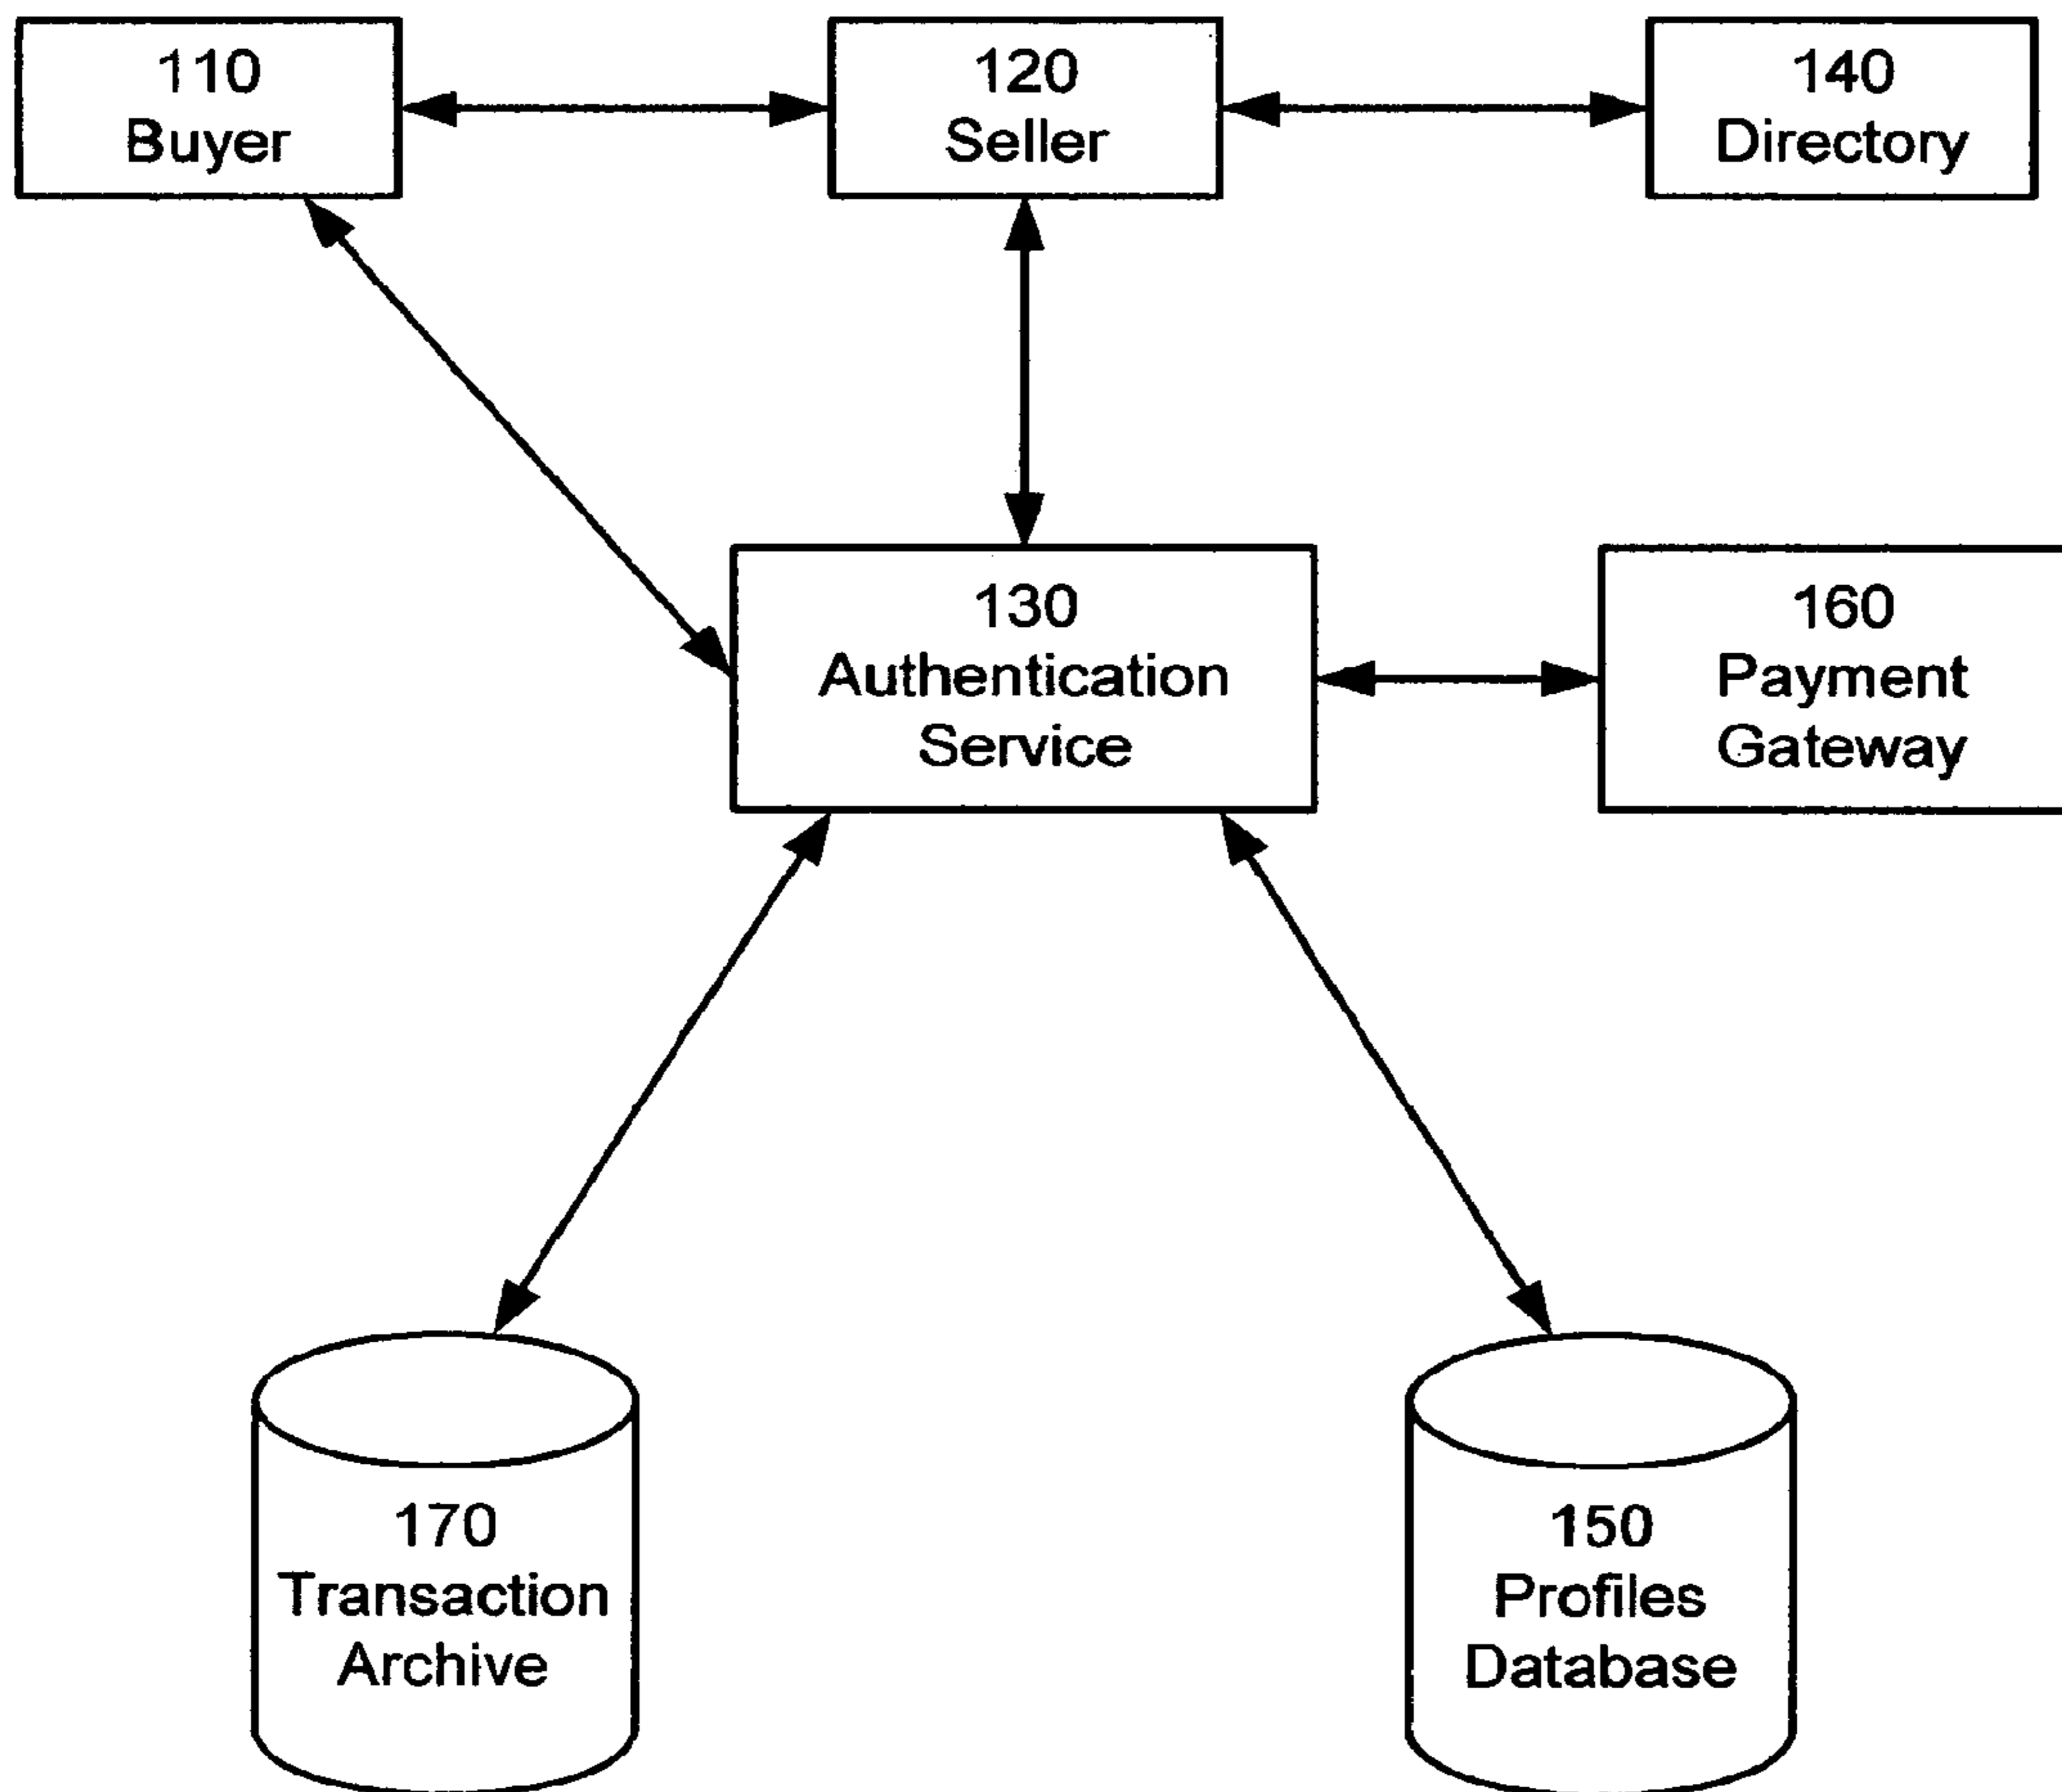 110
Buyer
120
Seller
140
Directory
130
Authentication
Service
160
Payment
Gateway
170
Transaction
Archive
150
Profiles
Database